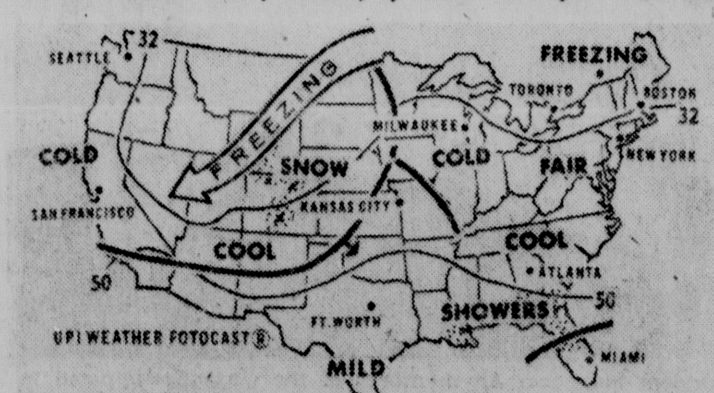 32
SEATTLE
FREEZING
FREEZING
TORONTO
BOSTON
32
MILWAUKEE
COLD
SNOW
COLD
FAIR
NEW YORK
SAN FRANCISCO
KANSAS CITY
COOL
COOL
ATLANTA
50
50
SHOWERS
FT. WORTH
UPI WEATHER FOTOCAST ®
MILD
MIAMI